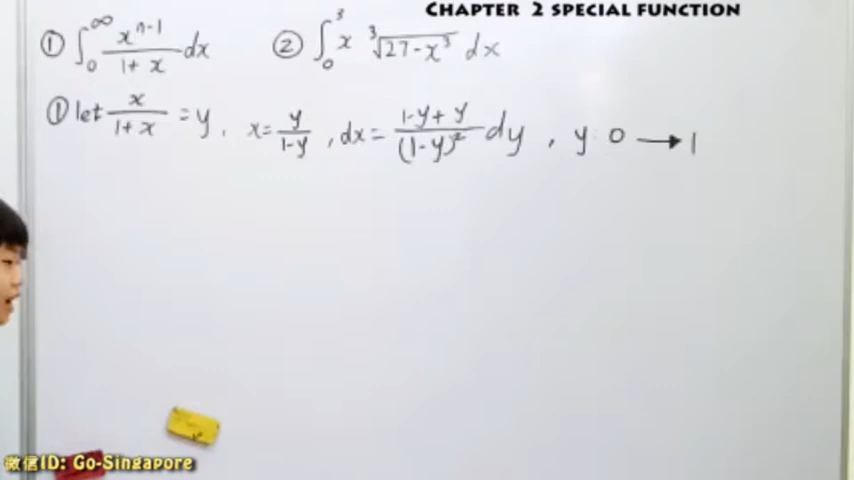 CHAPTER 2 SPECIAL FUNCTION
① ∫₀^∞ x^(n-1)/(1+x) dx ② ∫₀³ x ∛(27-x³) dx
① let x/(1+x) = y, x = y/(1-y), dx = (1-y+y)/(1-y)² dy, y: 0 → 1
微信ID: Go-Singapore